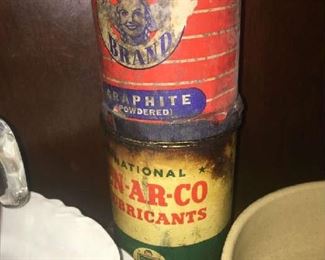 BRAND
GRAPHITE
(POWDERED)
NATIONAL
EN-AR-CO
LUBRICANTS